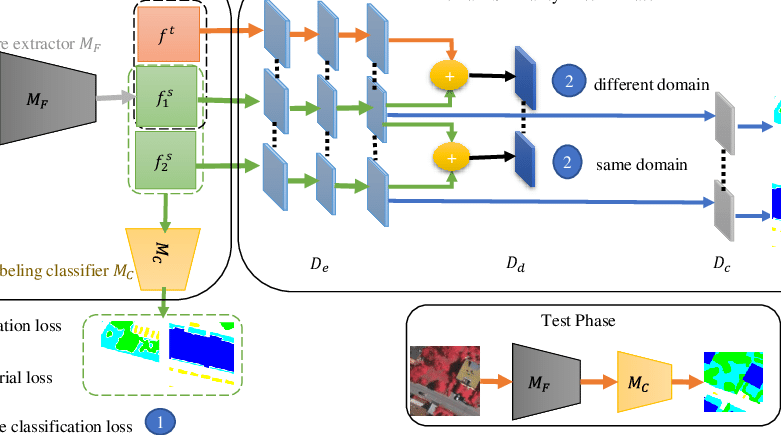 re extractor M_F
M_F
f^t
f_1^s
f_2^s
M_C
beling classifier M_C
+
+
2 different domain
2 same domain
D_e
D_d
D_c
ation loss
rial loss
e classification loss 1
Test Phase
M_F
M_C